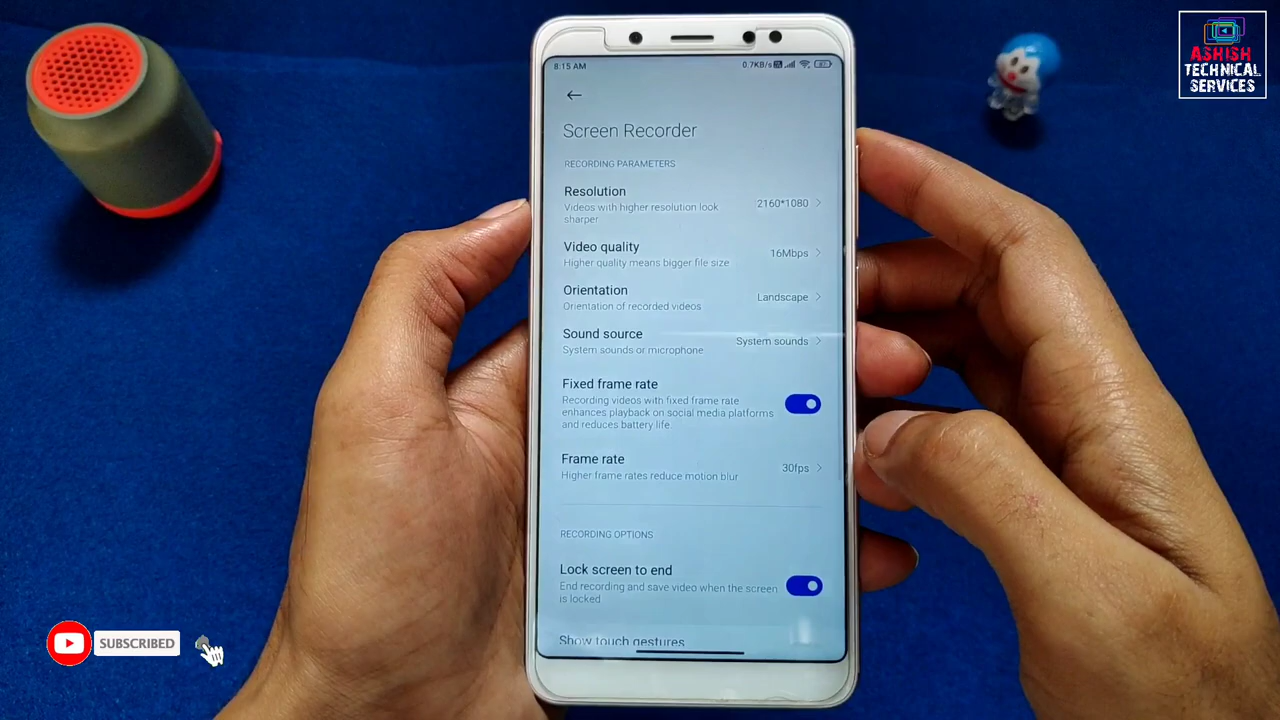 ASHISH
TECHNICAL
SERVICES
8:15 AM
0.7KB/s
Screen Recorder
RECORDING PARAMETERS
Resolution
Videos with higher resolution look
sharper
2160*1080
Video quality
Higher quality means bigger file size
16Mbps
Orientation
Orientation of recorded videos
Landscape
Sound source
System sounds or microphone
System sounds
Fixed frame rate
Recording videos with fixed frame rate
enhances playback on social media platforms
and reduces battery life.
Frame rate
Higher frame rates reduce motion blur
30fps
RECORDING OPTIONS
Lock screen to end
End recording and save video when the screen
is locked.
Show touch gestures
SUBSCRIBED